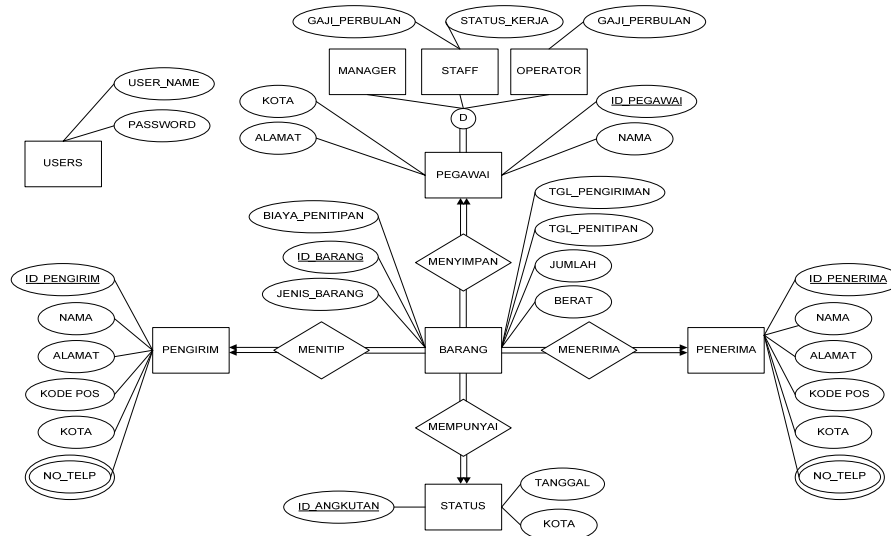 GAJI_PERBULAN
STATUS_KERJA
GAJI_PERBULAN
MANAGER
STAFF
OPERATOR
USER_NAME
PASSWORD
USERS
KOTA
ALAMAT
D
ID_PEGAWAI
NAMA
PEGAWAI
BIAYA_PENITIPAN
ID_BARANG
JENIS_BARANG
MENYIMPAN
TGL_PENGIRIMAN
TGL_PENITIPAN
JUMLAH
BERAT
ID_PENGIRIM
NAMA
ALAMAT
KODE POS
KOTA
NO_TELP
PENGIRIM
MENITIP
BARANG
MENERIMA
PENERIMA
ID_PENERIMA
NAMA
ALAMAT
KODE POS
KOTA
NO_TELP
MEMPUNYAI
ID_ANGKUTAN
STATUS
TANGGAL
KOTA